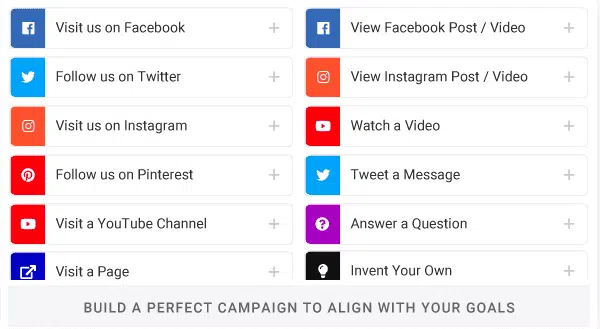 Visit us on Facebook
View Facebook Post / Video
Follow us on Twitter
View Instagram Post / Video
Visit us on Instagram
Watch a Video
Follow us on Pinterest
Tweet a Message
Visit a YouTube Channel
Answer a Question
Visit a Page
Invent Your Own
BUILD A PERFECT CAMPAIGN TO ALIGN WITH YOUR GOALS